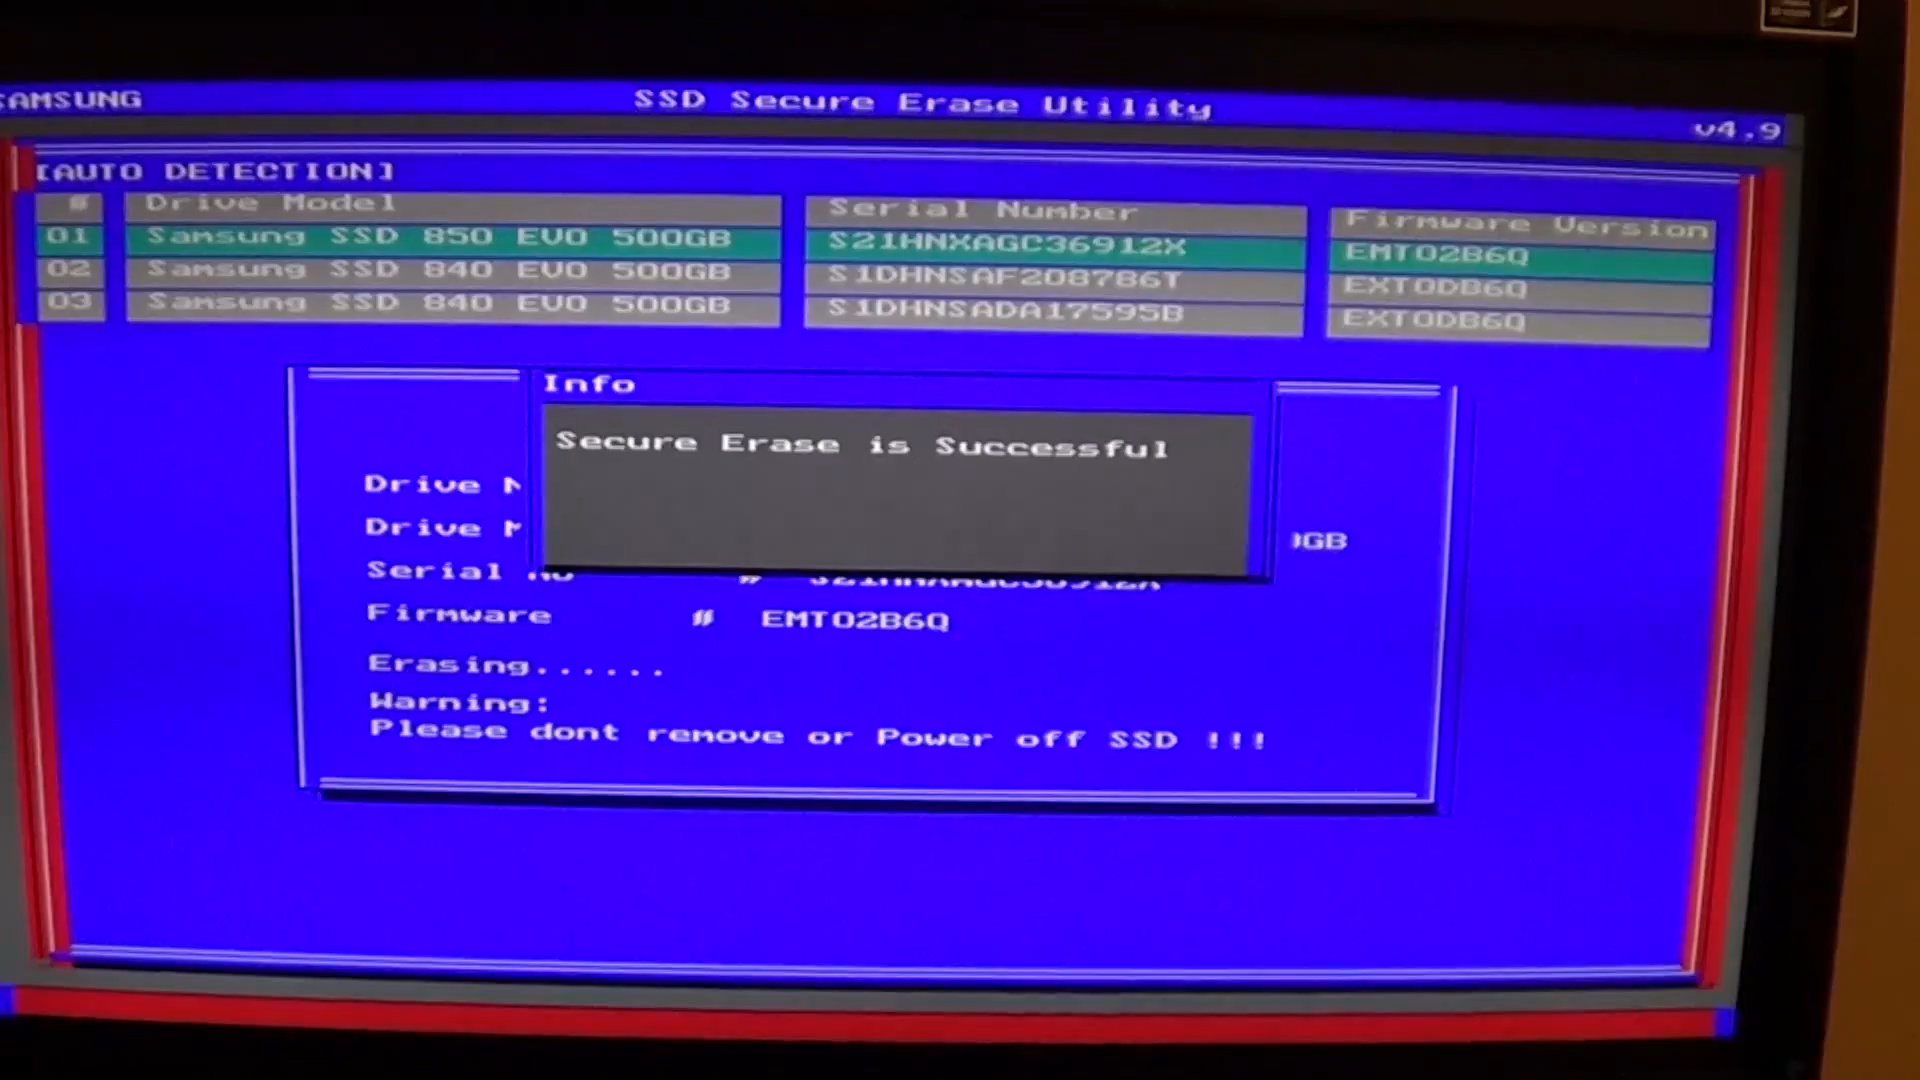 SAMSUNG SSD Secure Erase Utility v4.9
[AUTO DETECTION]
# Drive Model Serial Number Firmware Version
01 Samsung SSD 850 EVO 500GB S21HNXAGC36912X EMT02B6Q
02 Samsung SSD 840 EVO 500GB S1DHNSAF208786T EXT0DB6Q
03 Samsung SSD 840 EVO 500GB S1DHNSADA17595B EXT0DB6Q
Info
Secure Erase is Successful
Drive
Drive GB
Serial
Firmware # EMT02B6Q
Erasing......
Warning:
Please dont remove or Power off SSD !!!